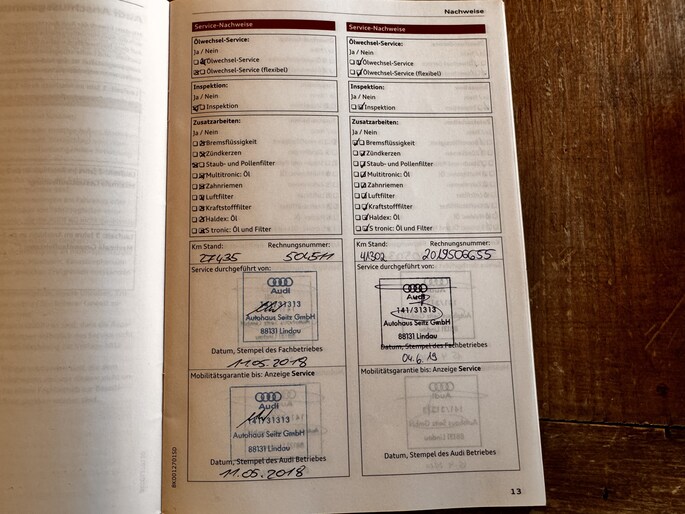 Nachweise
Service-Nachweise
Ölwechsel-Service:
Ja / Nein
Ölwechsel-Service
Ölwechsel-Service (flexibel)
Inspektion:
Ja / Nein
Inspektion
Zusatzarbeiten:
Ja / Nein
Bremsflüssigkeit
Zündkerzen
Staub- und Pollenfilter
Multitronic: Öl
Zahnriemen
Luftfilter
Kraftstofffilter
Haldex: Öl
S tronic: Öl und Filter
Km Stand: Rechnungsnummer:
27435 504511
Service durchgeführt von:
Audi
141/31313
Autohaus Seitz GmbH
88131 Lindau
Datum, Stempel des Fachbetriebes
11.05.2018
Mobilitätsgarantie bis: Anzeige Service
Audi
141/31313
Autohaus Seitz GmbH
88131 Lindau
Datum, Stempel des Audi Betriebes
11.05.2018
Service-Nachweise
Ölwechsel-Service:
Ja / Nein
Ölwechsel-Service
Ölwechsel-Service (flexibel)
Inspektion:
Ja / Nein
Inspektion
Zusatzarbeiten:
Ja / Nein
Bremsflüssigkeit
Zündkerzen
Staub- und Pollenfilter
Multitronic: Öl
Zahnriemen
Luftfilter
Kraftstofffilter
Haldex: Öl
S tronic: Öl und Filter
Km Stand: Rechnungsnummer:
41302 2019506655
Service durchgeführt von:
Audi
141/31313
Autohaus Seitz GmbH
88131 Lindau
Datum, Stempel des Fachbetriebes
04.6.19
Mobilitätsgarantie bis: Anzeige Service
Datum, Stempel des Audi Betriebes
13